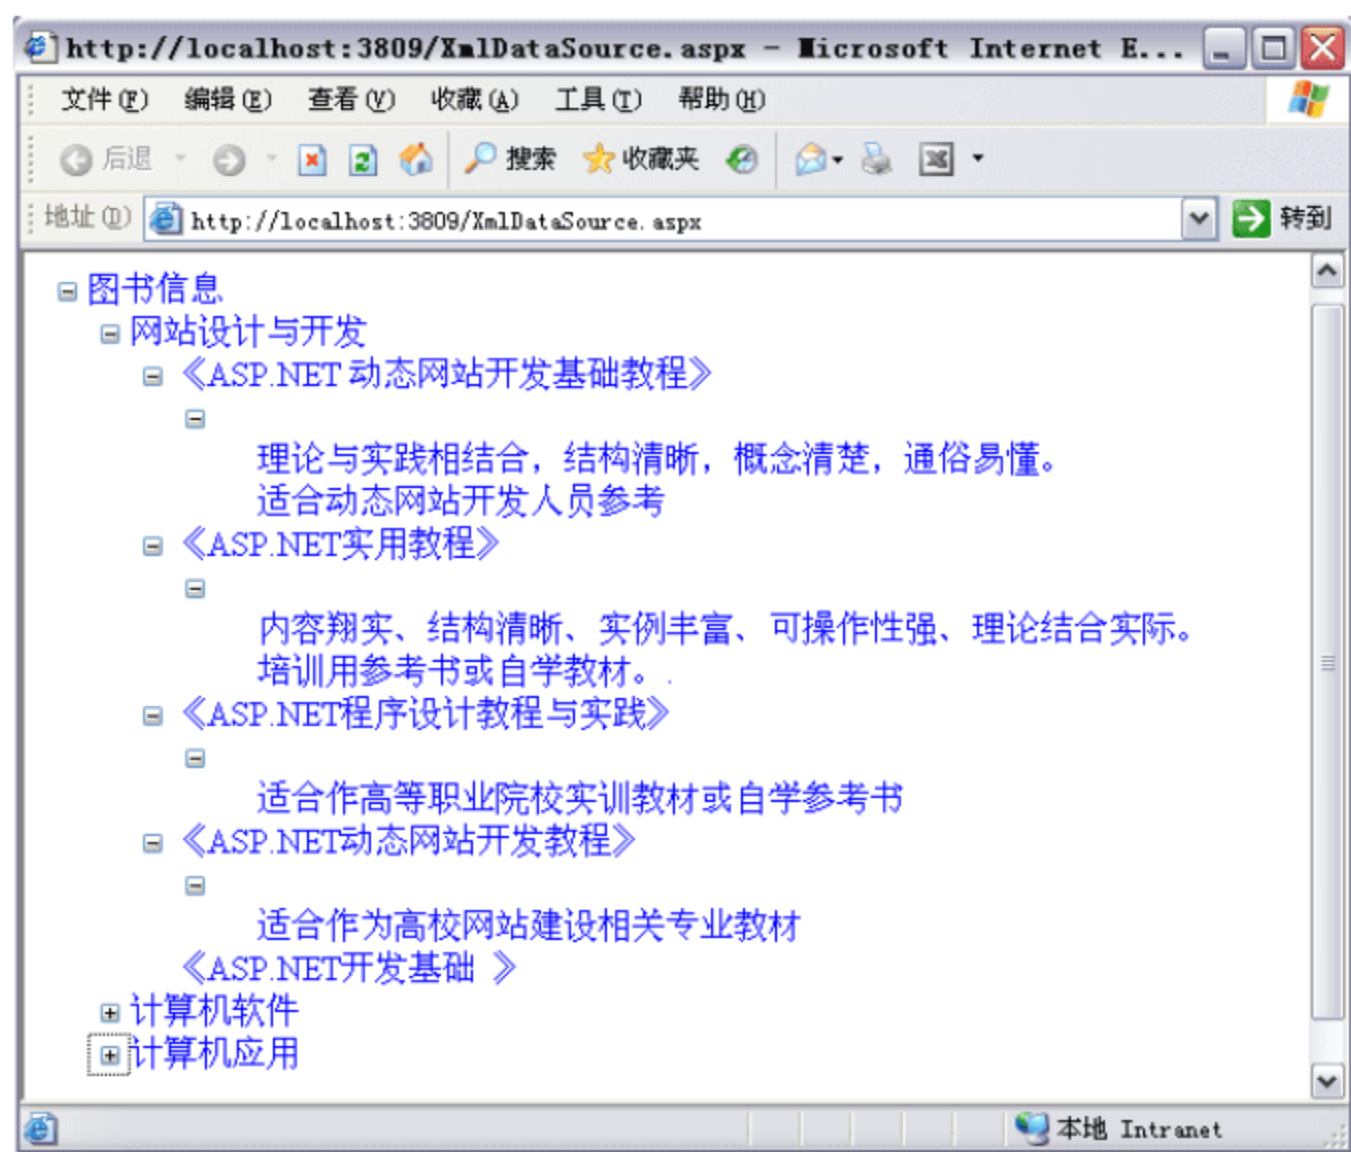 http://localhost:3809/XmlDataSource.aspx - Microsoft Internet E...
文件(F) 编辑(E) 查看(V) 收藏(A) 工具(T) 帮助(H)
后退 搜索 收藏夹
地址(D) http://localhost:3809/XmlDataSource.aspx 转到
图书信息
网站设计与开发
《ASP.NET 动态网站开发基础教程》
理论与实践相结合，结构清晰，概念清楚，通俗易懂。
适合动态网站开发人员参考
《ASP.NET实用教程》
内容翔实、结构清晰、实例丰富、可操作性强、理论结合实际。
培训用参考书或自学教材。.
《ASP.NET程序设计教程与实践》
适合作高等职业院校实训教材或自学参考书
《ASP.NET动态网站开发教程》
适合作为高校网站建设相关专业教材
《ASP.NET开发基础 》
计算机软件
计算机应用
本地 Intranet